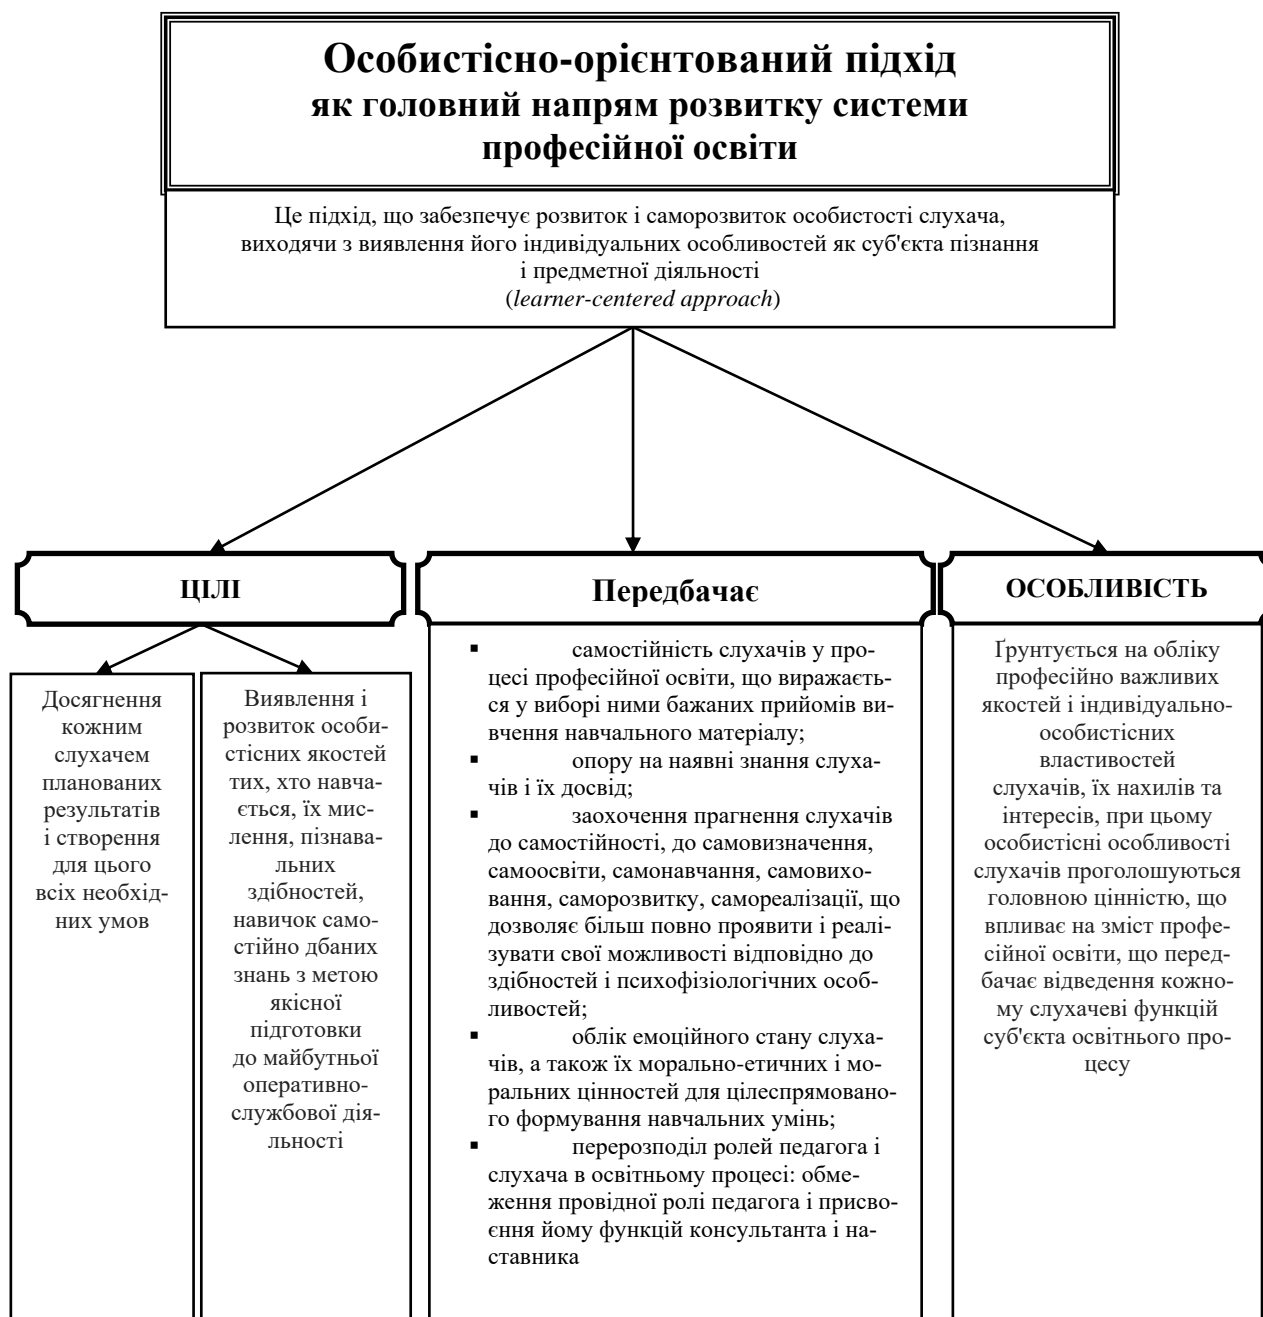 Особистісно-орієнтований підхід
як головний напрям розвитку системи
професійної освіти
Це підхід, що забезпечує розвиток і саморозвиток особистості слухача,
виходячи з виявлення його індивідуальних особливостей як суб'єкта пізнання
і предметної діяльності
(learner-centered approach)
ЦІЛІ
Досягнення
кожним
слухачем
планованих
результатів
і створення
для цього
всіх необхід-
них умов
Виявлення і
розвиток особи-
стісних якостей
тих, хто навча-
ється, їх мис-
лення, пізнава-
льних
здібностей,
навичок само-
стійно дбаних
знань з метою
якісної
підготовки
до майбутньої
оперативно-
службової дія-
льності
Передбачає
▪ самостійність слухачів у про-
цесі професійної освіти, що виражаєть-
ся у виборі ними бажаних прийомів ви-
вчення навчального матеріалу;
▪ опору на наявні знання слуха-
чів і їх досвід;
▪ заохочення прагнення слухачів
до самостійності, до самовизначення,
самоосвіти, самонавчання, самовихо-
вання, саморозвитку, самореалізації, що
дозволяє більш повно проявити і реалі-
зувати свої можливості відповідно до
здібностей і психофізіологічних особ-
ливостей;
▪ облік емоційного стану слуха-
чів, а також їх морально-етичних і мо-
ральних цінностей для цілеспрямовано-
го формування навчальних умінь;
▪ перерозподіл ролей педагога і
слухача в освітньому процесі: обме-
ження провідної ролі педагога і присво-
єння йому функцій консультанта і на-
ставника
ОСОБЛИВІСТЬ
Ґрунтується на обліку
професійно важливих
якостей і індивідуально-
особистісних
властивостей
слухачів, їх нахилів та
інтересів, при цьому
особистісні особливості
слухачів проголошуються
головною цінністю, що
впливає на зміст профе-
сійної освіти, що перед-
бачає відведення кожно-
му слухачеві функцій
суб'єкта освітнього про-
цесу